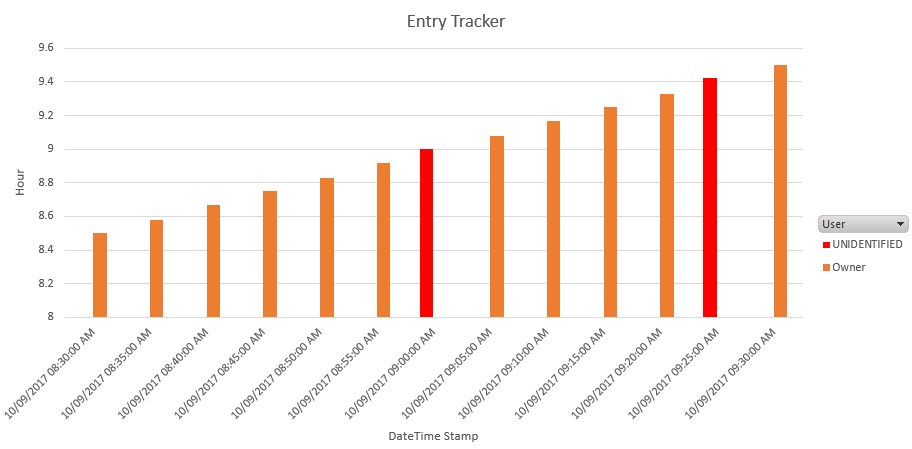 Entry Tracker
9.6
9.4
9.2
9
8.8
8.6
8.4
8.2
8
Hour
10/09/2017 08:30:00 AM
10/09/2017 08:35:00 AM
10/09/2017 08:40:00 AM
10/09/2017 08:45:00 AM
10/09/2017 08:50:00 AM
10/09/2017 08:55:00 AM
10/09/2017 09:00:00 AM
10/09/2017 09:05:00 AM
10/09/2017 09:10:00 AM
10/09/2017 09:15:00 AM
10/09/2017 09:20:00 AM
10/09/2017 09:25:00 AM
10/09/2017 09:30:00 AM
DateTime Stamp
User
UNIDENTIFIED
Owner